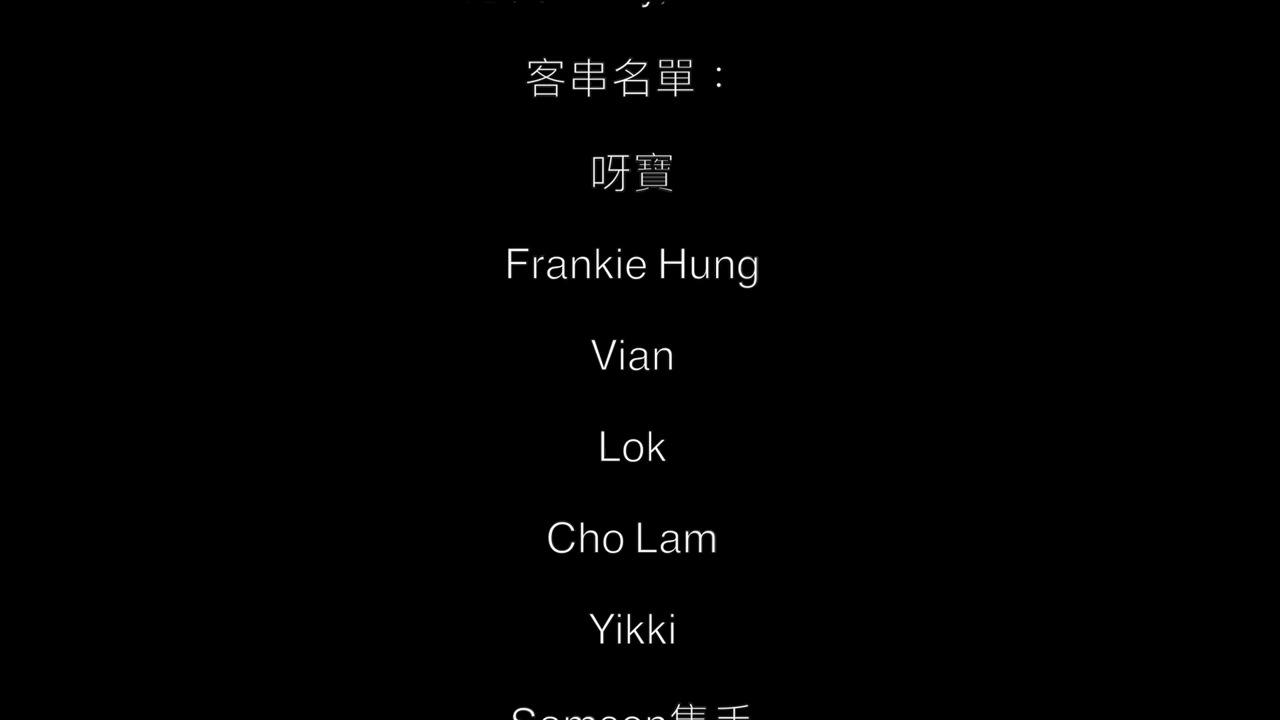 客串名單：
呀寶
Frankie Hung
Vian
Lok
Cho Lam
Yikki